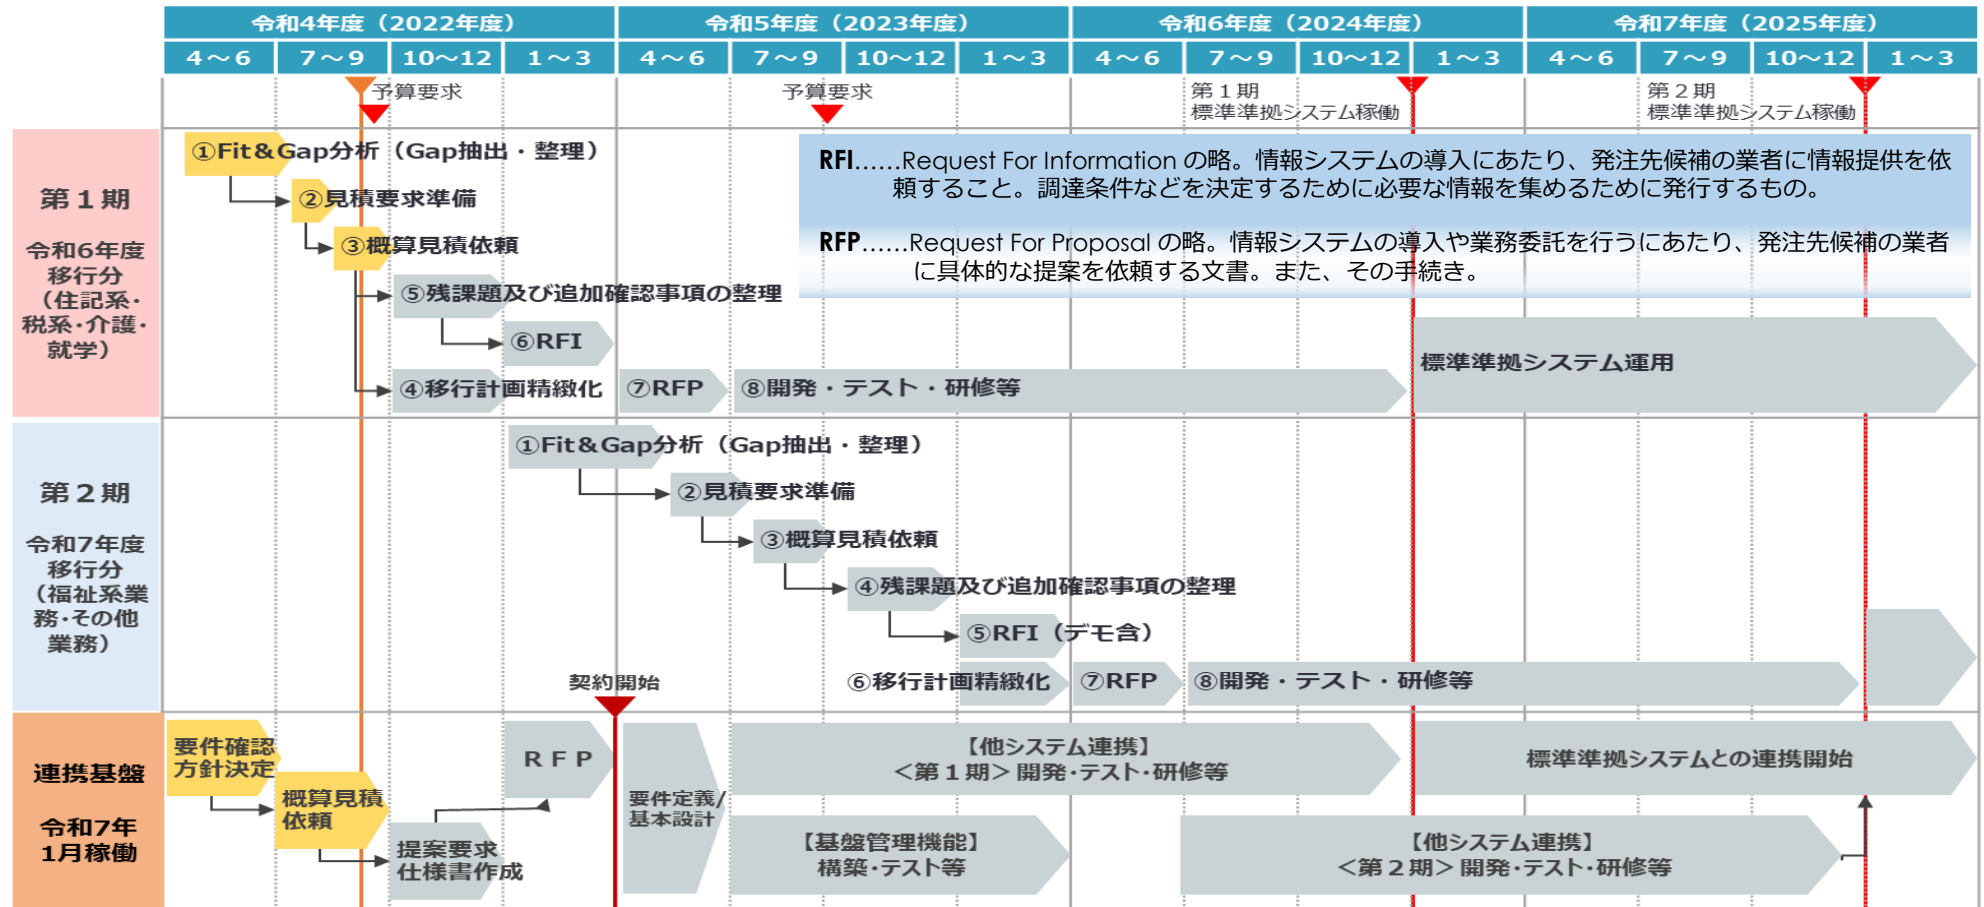 令和4年度（2022年度）
令和5年度（2023年度）
令和6年度（2024年度）
令和7年度（2025年度）
4～6
7～9
10～12
1～3
4～6
7～9
10～12
1～3
4～6
7～9
10～12
1～3
4～6
7～9
10～12
1～3
予算要求
予算要求
第１期
標準準拠システム稼働
第２期
標準準拠システム稼働
第１期
令和6年度
移行分
（住記系・
税系・介護・
就学）
①Fit＆Gap分析（Gap抽出・整理）
②見積要求準備
③概算見積依頼
⑤残課題及び追加確認事項の整理
⑥RFI
④移行計画精緻化
⑦RFP
⑧開発・テスト・研修等
標準準拠システム運用
RFI……Request For Information の略。情報システムの導入にあたり、発注先候補の業者に情報提供を依
頼すること。調達条件などを決定するために必要な情報を集めるために発行するもの。
RFP……Request For Proposal の略。情報システムの導入や業務委託を行うにあたり、発注先候補の業者
に具体的な提案を依頼する文書。また、その手続き。
第２期
令和7年度
移行分
（福祉系業
務・その他
業務）
①Fit＆Gap分析（Gap抽出・整理）
②見積要求準備
③概算見積依頼
④残課題及び追加確認事項の整理
⑤RFI（デモ含）
⑥移行計画精緻化
⑦RFP
⑧開発・テスト・研修等
契約開始
連携基盤
令和7年
1月稼働
要件確認
方針決定
概算見積
依頼
提案要求
仕様書作成
ＲＦＰ
要件定義/
基本設計
【他システム連携】
＜第１期＞開発・テスト・研修等
【基盤管理機能】
構築・テスト等
標準準拠システムとの連携開始
【他システム連携】
＜第２期＞開発・テスト・研修等